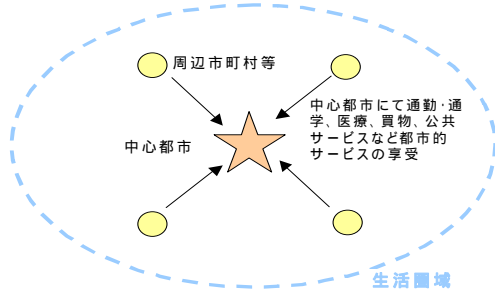 周辺市町村等
中心都市にて通勤・通
学、医療、買物、公共
サービスなど都市的
サービスの享受
中心都市
生活圏域